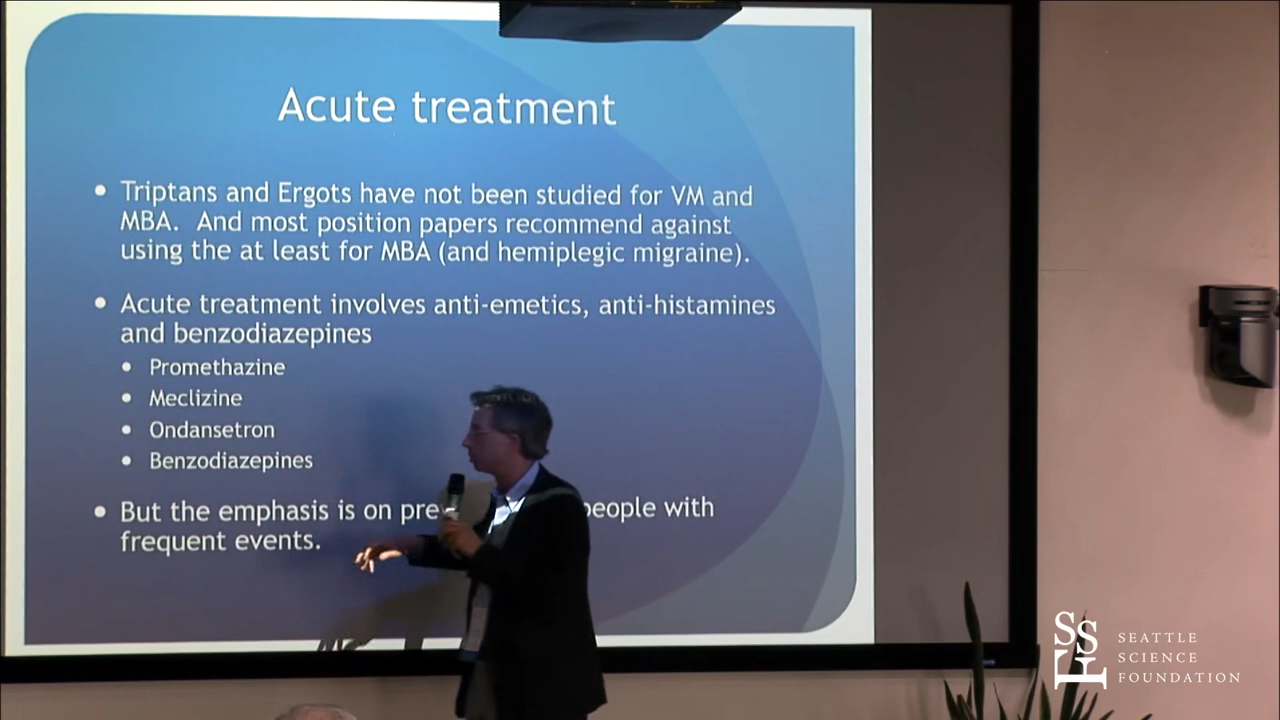 Acute treatment
• Triptans and Ergots have not been studied for VM and
MBA. And most position papers recommend against
using the at least for MBA (and hemiplegic migraine).
• Acute treatment involves anti-emetics, anti-histamines
and benzodiazepines
• Promethazine
• Meclizine
• Ondansetron
• Benzodiazepines
• But the emphasis is on people with
frequent events.
SSF
SEATTLE
SCIENCE
FOUNDATION